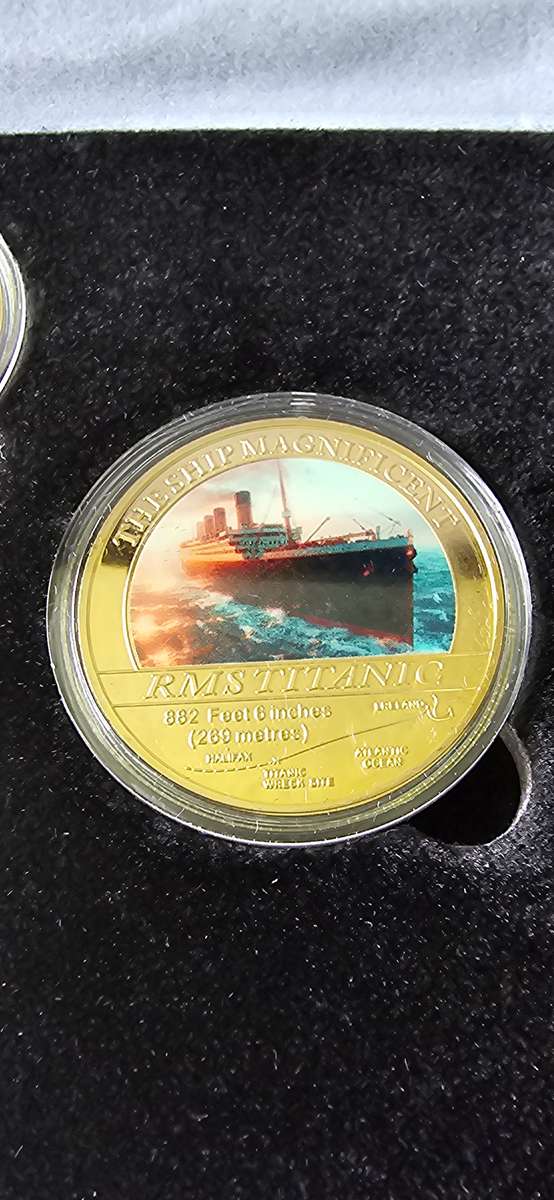 THE SHIP MAGNIFICENT
RMS TITANIC
882 Feet 6 inches
(269 metres)
IRELAND
HALIFAX
ATLANTIC
OCEAN
TITANIC
WRECK SITE